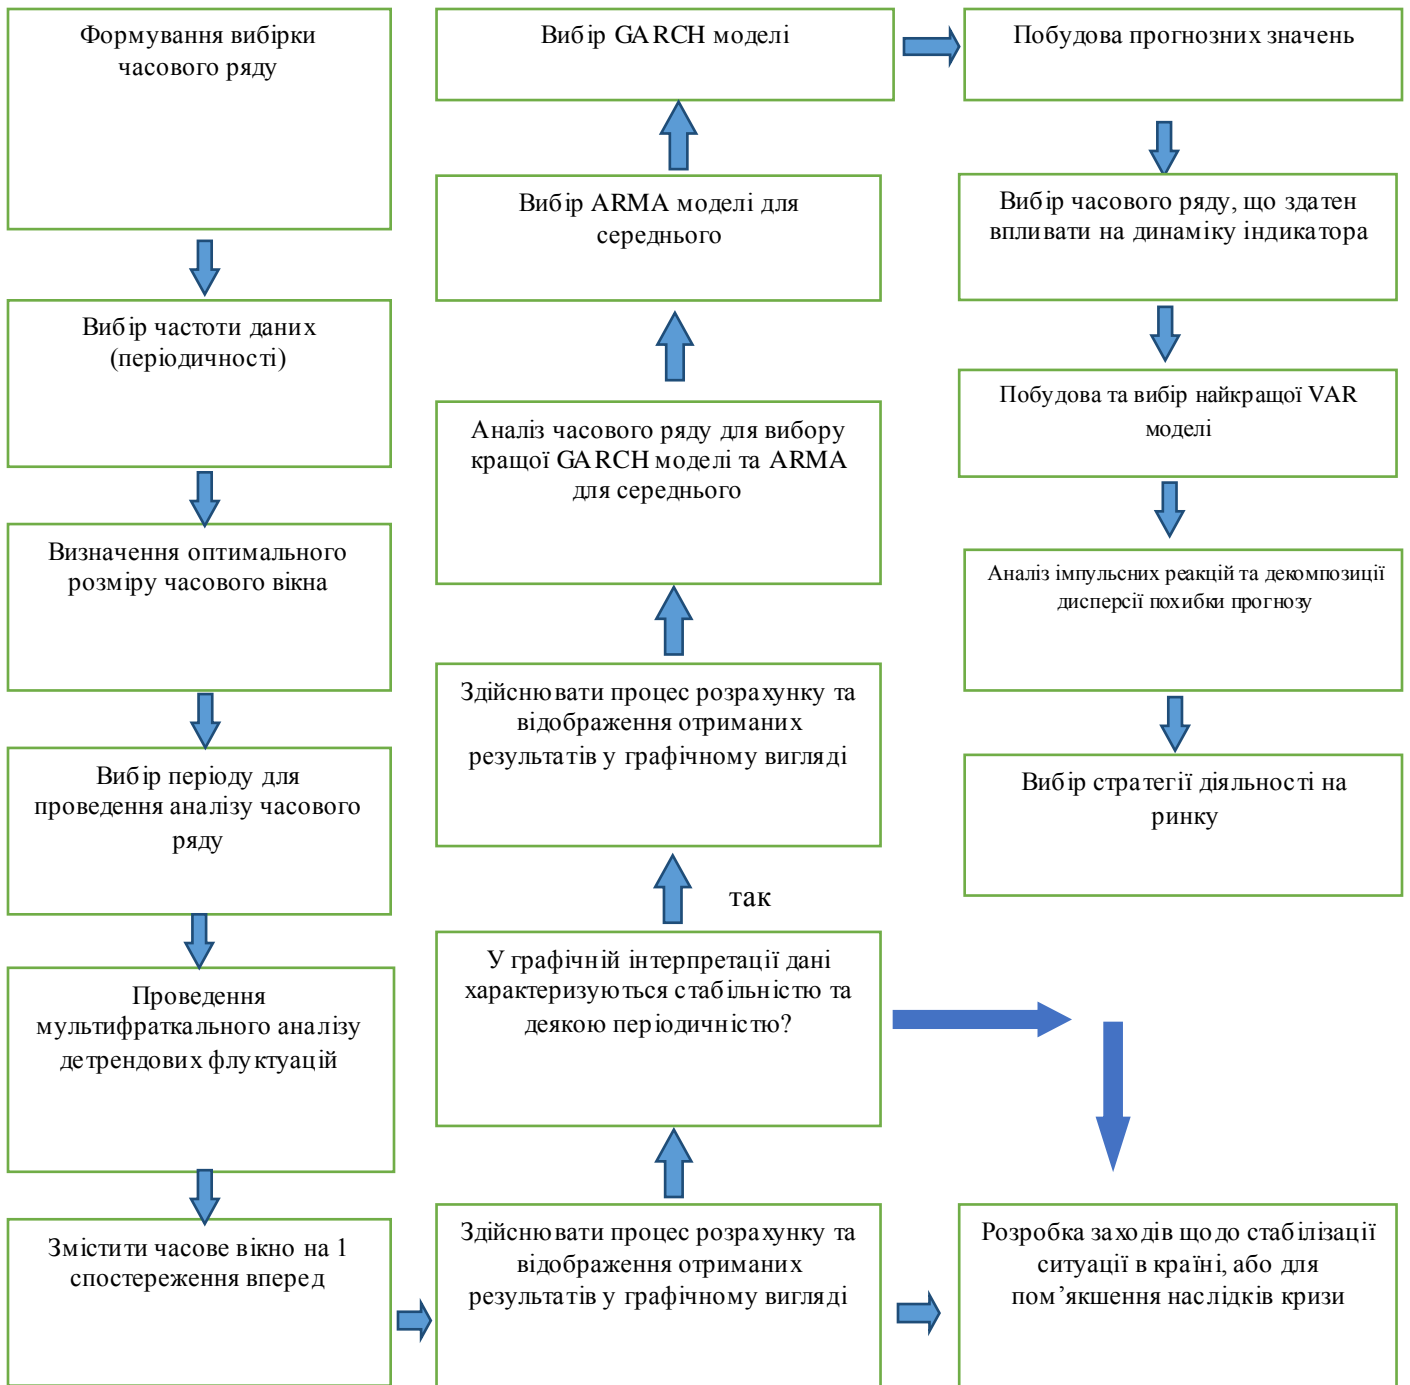 Формування вибірки
часового ряду
Вибір частоти даних
(періодичності)
Визначення оптимального
розміру часового вікна
Вибір періоду для
проведення аналізу часового
ряду
Проведення
мультифраткального аналізу
детрендових флуктуацій
Змістити часове вікно на 1
спостереження вперед
Вибір GARCH моделі
Вибір ARMA моделі для
середнього
Аналіз часового ряду для вибору
кращої GARCH моделі та ARMA
для середнього
Здійснювати процес розрахунку та
відображення отриманих
результатів у графічному вигляді
так
У графічній інтерпретації дані
характеризуються стабільністю та
деякою періодичністю?
Здійснювати процес розрахунку та
відображення отриманих
результатів у графічному вигляді
Побудова прогнозних значень
Вибір часового ряду, що здатен
впливати на динаміку індикатора
Побудова та вибір найкращої VAR
моделі
Аналіз імпульсних реакцій та декомпозиції
дисперсії похибки прогнозу
Вибір стратегії діяльності на
ринку
Розробка заходів щодо стабілізації
ситуації в країні, або для
пом’якшення наслідків кризи